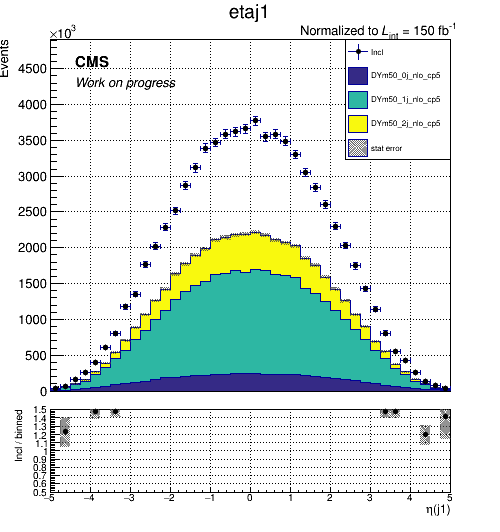 etaj1
×10³
Normalized to L_int = 150 fb⁻¹
Events
CMS
Work on progress
Incl
DYm50_0j_nlo_cp5
DYm50_1j_nlo_cp5
DYm50_2j_nlo_cp5
stat error
4500
4000
3500
3000
2500
2000
1500
1000
500
0
Incl / binned
1.5
1.4
1.3
1.2
1.1
1
0.9
0.8
0.7
0.6
0.5
−5 −4 −3 −2 −1 0 1 2 3 4 5
η(j1)